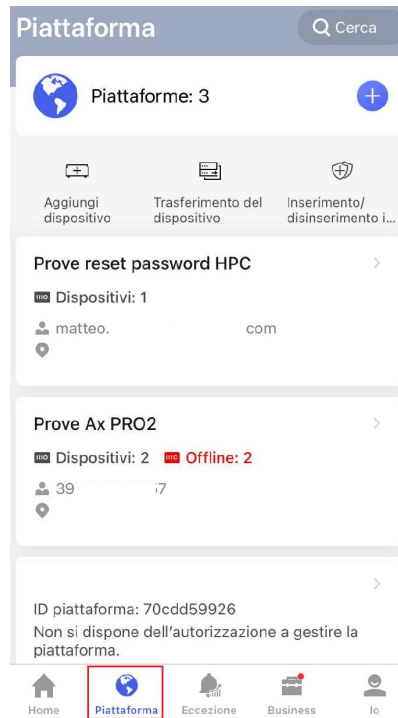 Piattaforma
Cerca
Piattaforme: 3
Aggiungi
dispositivo
Trasferimento del
dispositivo
Inserimento/
disinserimento i...
Prove reset password HPC
Dispositivi: 1
matteo. com
Prove Ax PRO2
Dispositivi: 2 Offline: 2
39 57
ID piattaforma: 70cdd59926
Non si dispone dell'autorizzazione a gestire la
piattaforma.
Home Piattaforma Eccezione Business Io